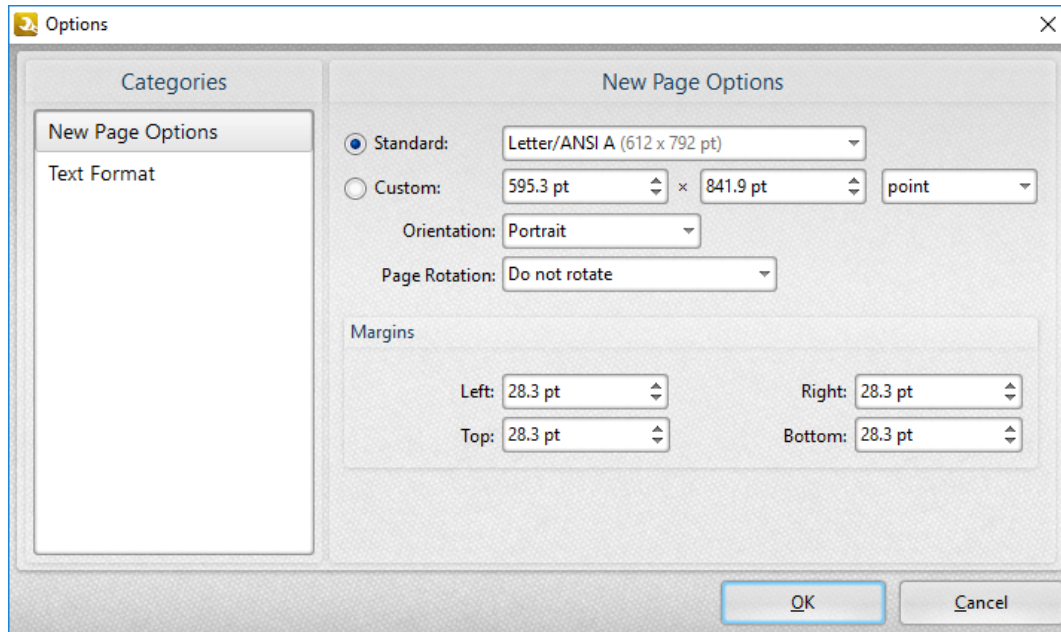 Options
Categories
New Page Options
Text Format
New Page Options
Standard: Letter/ANSI A (612 x 792 pt)
Custom: 595.3 pt × 841.9 pt point
Orientation: Portrait
Page Rotation: Do not rotate
Margins
Left: 28.3 pt Right: 28.3 pt
Top: 28.3 pt Bottom: 28.3 pt
OK Cancel